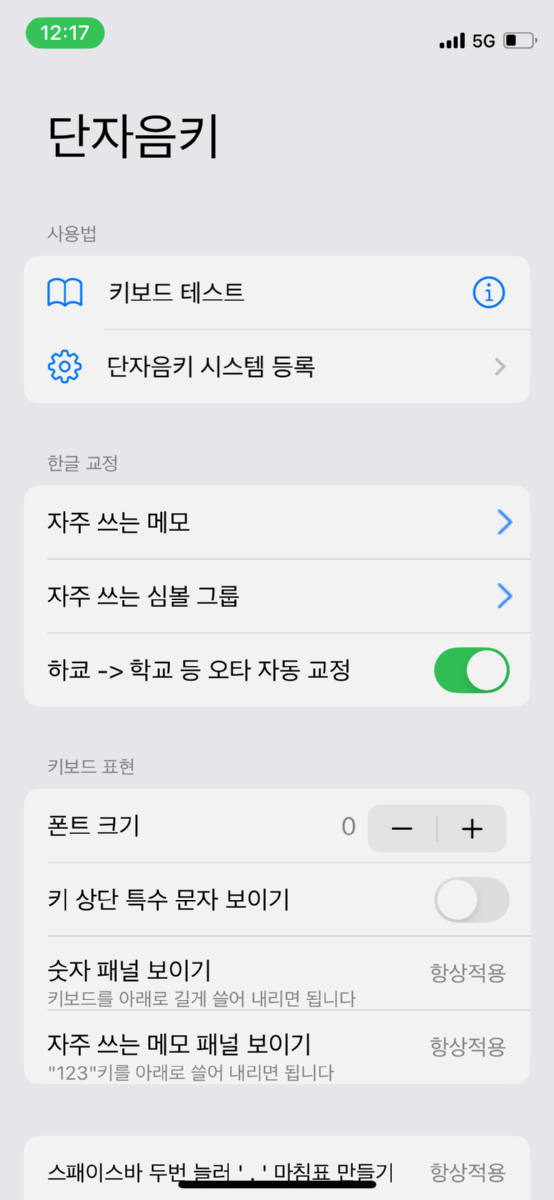 12:17
5G
단자음키
사용법
키보드 테스트
단자음키 시스템 등록
한글 교정
자주 쓰는 메모
자주 쓰는 심볼 그룹
하쿄 -> 학교 등 오타 자동 교정
키보드 표현
폰트 크기 0 − +
키 상단 특수 문자 보이기
숫자 패널 보이기 항상적용
키보드를 아래로 길게 쓸어 내리면 됩니다
자주 쓰는 메모 패널 보이기 항상적용
"123"키를 아래로 쓸어 내리면 됩니다
스패이스바 두번 늘러 ' . ' 마침표 만들기 항상적용